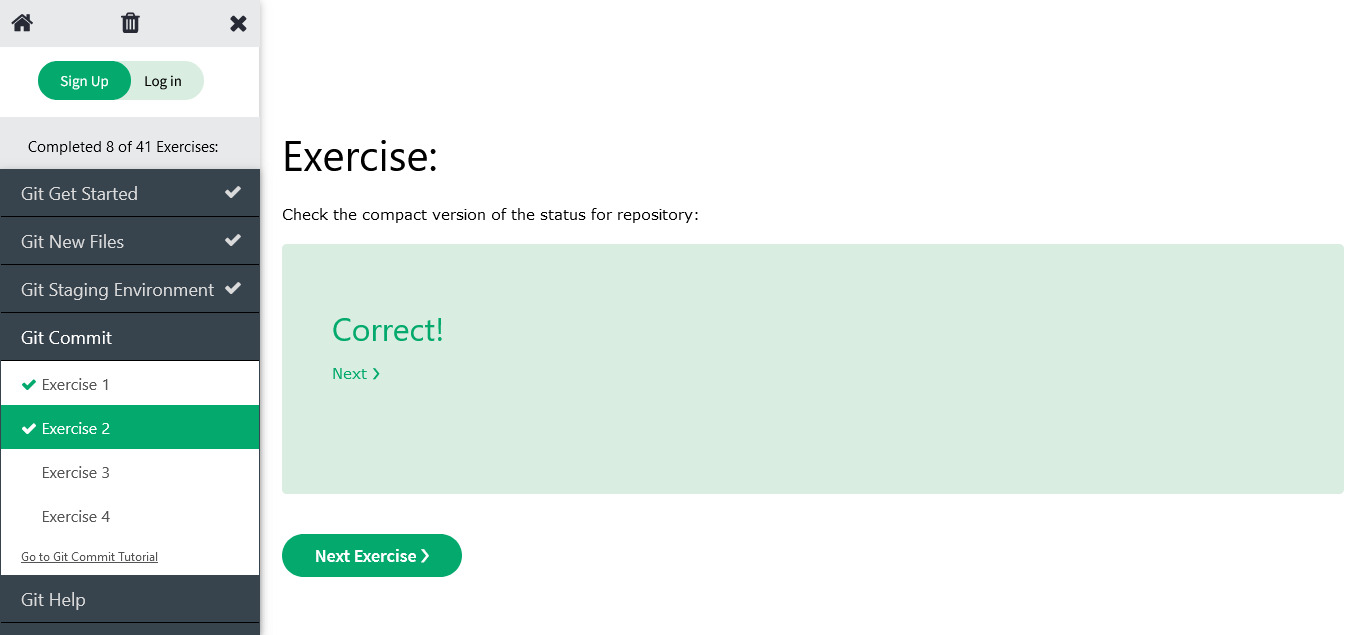 Sign Up
Log in
Completed 8 of 41 Exercises:
Git Get Started
Git New Files
Git Staging Environment
Git Commit
Exercise 1
Exercise 2
Exercise 3
Exercise 4
Go to Git Commit Tutorial
Git Help
Exercise:
Check the compact version of the status for repository:
Correct!
Next ❯
Next Exercise ❯